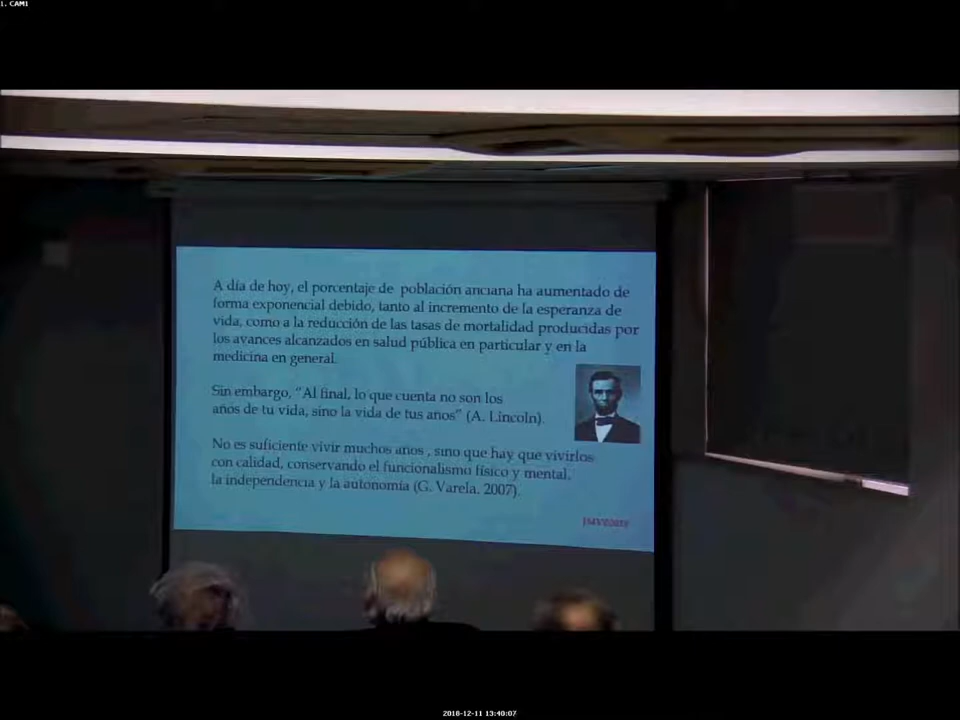 1. CAM1
A día de hoy, el porcentaje de población anciana ha aumentado de
forma exponencial debido, tanto al incremento de la esperanza de
vida, como a la reducción de las tasas de mortalidad producidas por
los avances alcanzados en salud pública en particular y en la
medicina en general.
Sin embargo, "Al final, lo que cuenta no son los
años de tu vida, sino la vida de tus años" (A. Lincoln).
No es suficiente vivir muchos años , sino que hay que vivirlos
con calidad, conservando el funcionalismo físico y mental,
la independencia y la autonomía (G. Varela, 2007).
2018-12-11 13:40:07